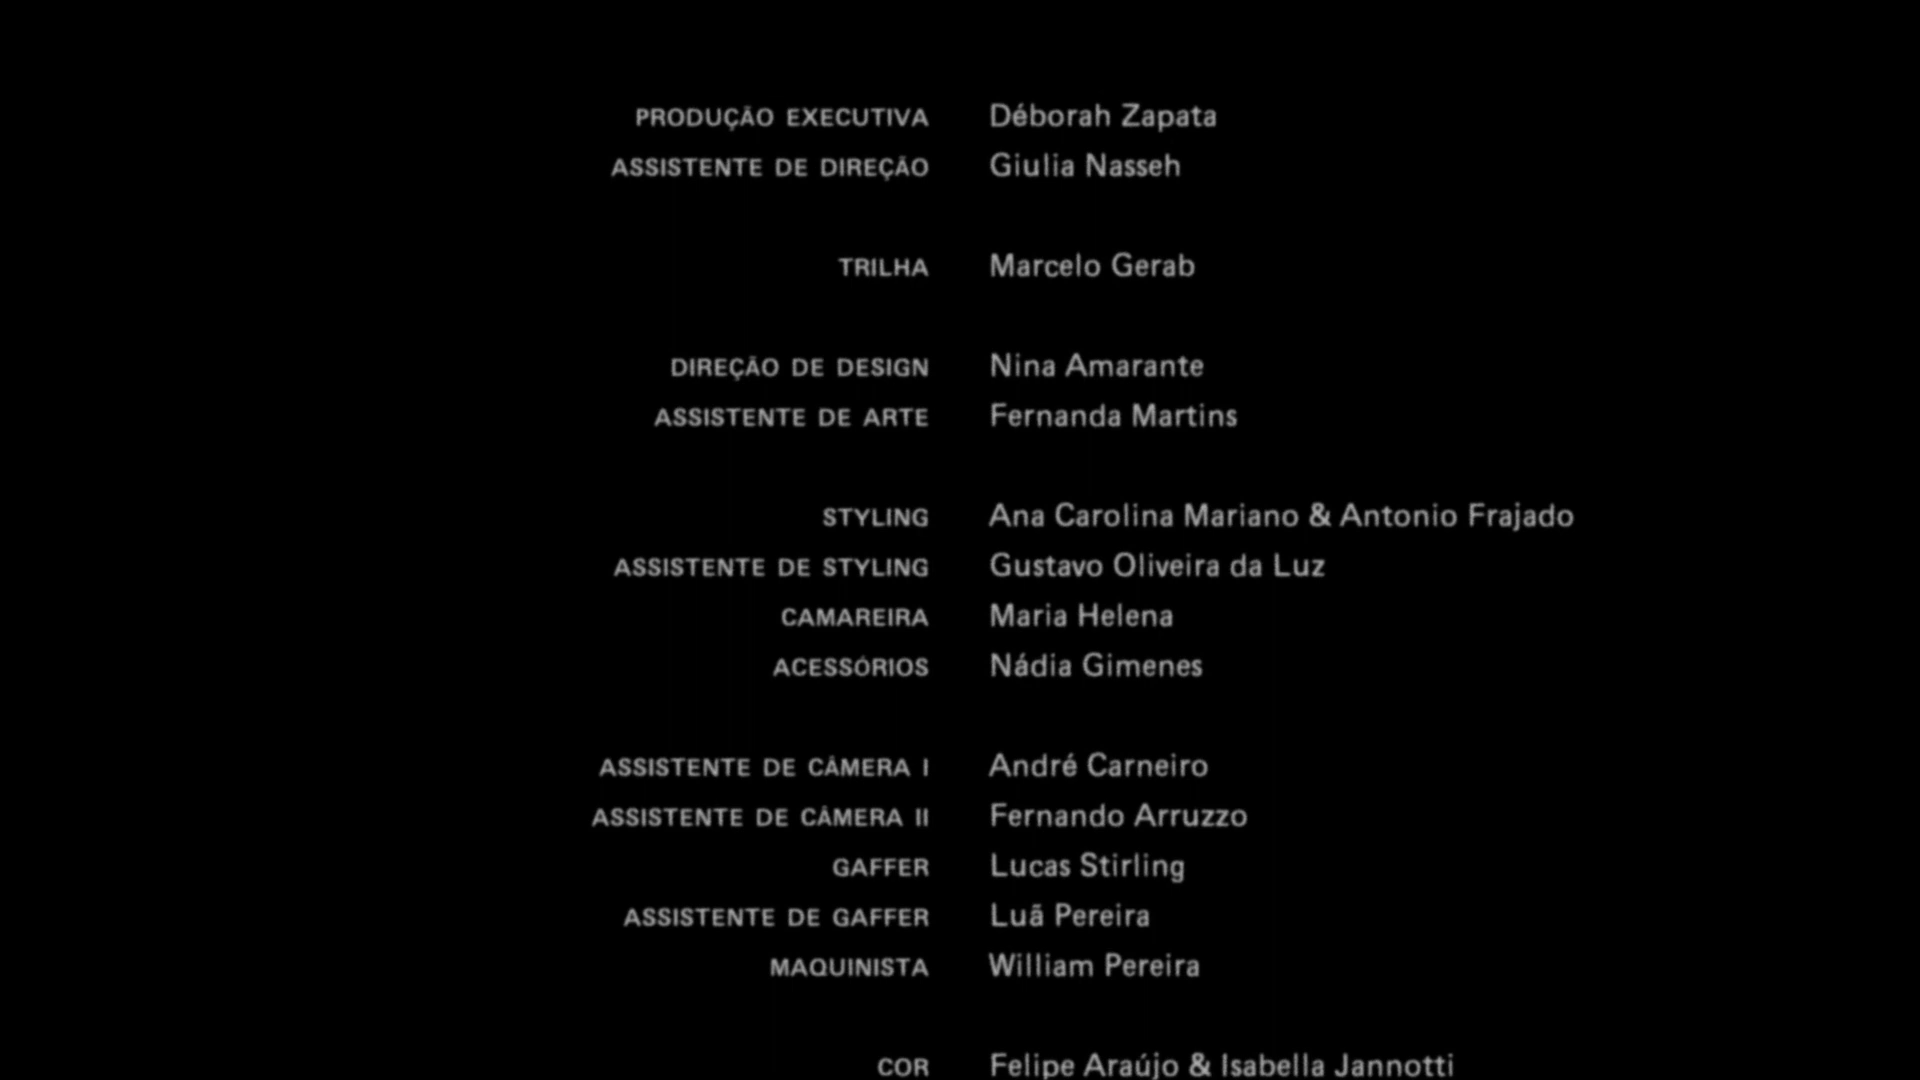 PRODUÇÃO EXECUTIVA Déborah Zapata
ASSISTENTE DE DIREÇÃO Giulia Nasseh
TRILHA Marcelo Gerab
DIREÇÃO DE DESIGN Nina Amarante
ASSISTENTE DE ARTE Fernanda Martins
STYLING Ana Carolina Mariano & Antonio Frajado
ASSISTENTE DE STYLING Gustavo Oliveira da Luz
CAMAREIRA Maria Helena
ACESSÓRIOS Nádia Gimenes
ASSISTENTE DE CÂMERA I André Carneiro
ASSISTENTE DE CÂMERA II Fernando Arruzzo
GAFFER Lucas Stirling
ASSISTENTE DE GAFFER Luã Pereira
MAQUINISTA William Pereira
COR Felipe Araújo & Isabella Jannotti